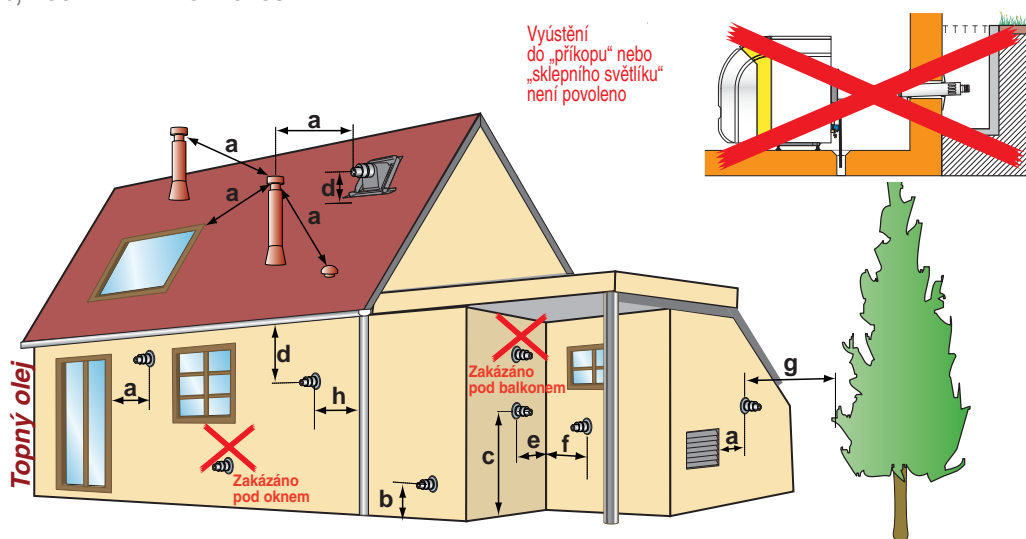 Vyústění
do „příkopu“ nebo
„sklepního světlíku“
není povoleno
a
a
d
a
a
Topný olej
d
a
h
Zakázáno
pod balkonem
g
c
e
f
a
Zakázáno
pod oknem
b